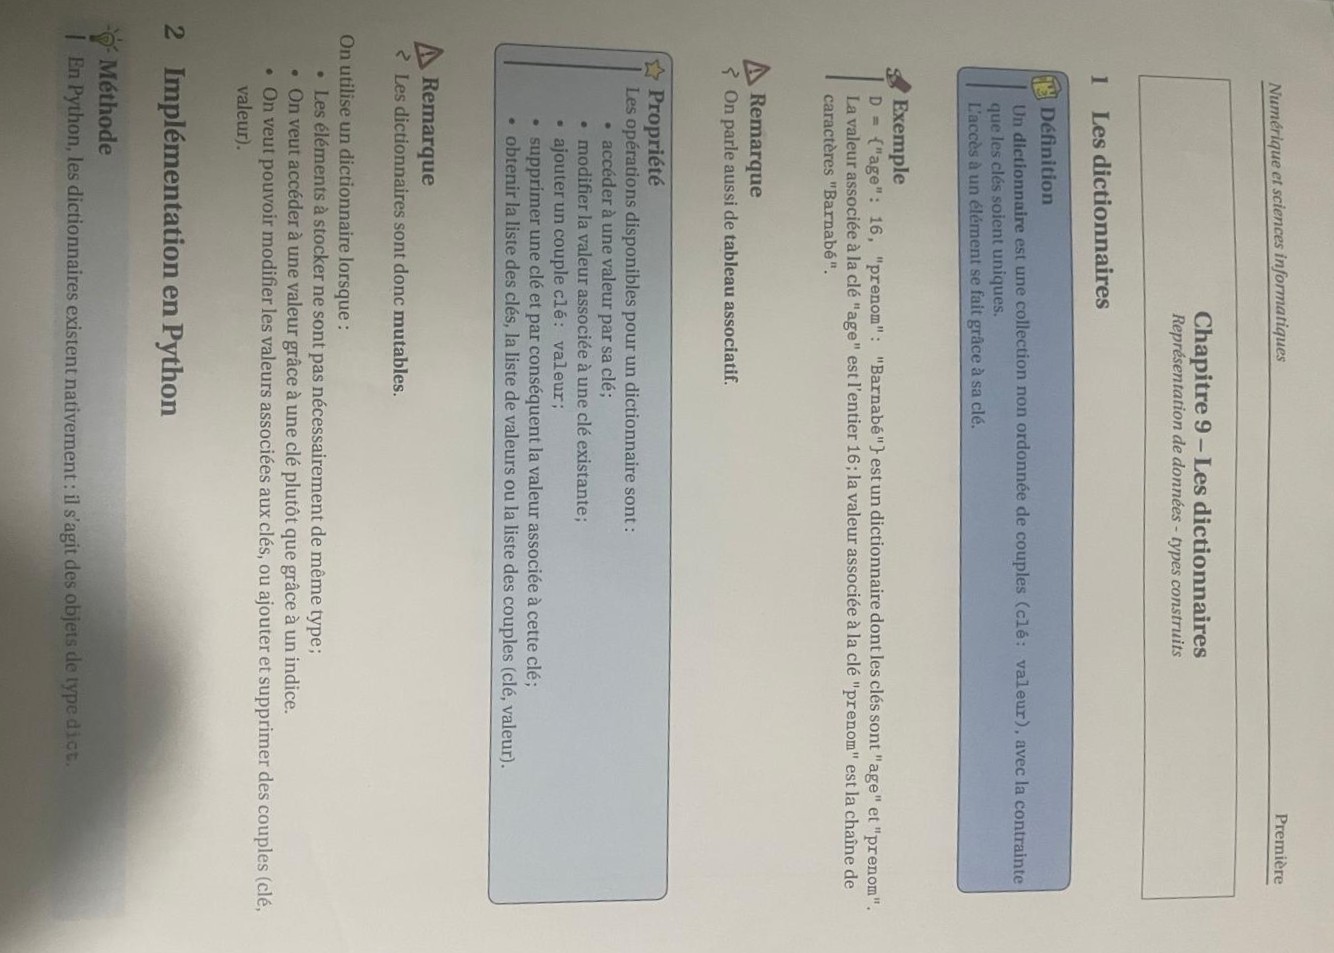 Numérique et sciences informatiques Première
Chapitre 9 – Les dictionnaires
Représentation de données - types construits
1 Les dictionnaires
Définition
Un dictionnaire est une collection non ordonnée de couples (clé: valeur), avec la contrainte
que les clés soient uniques.
L'accès à un élément se fait grâce à sa clé.
Exemple
D = {"age": 16, "prenom": "Barnabé"} est un dictionnaire dont les clés sont "age" et "prenom".
La valeur associée à la clé "age" est l'entier 16; la valeur associée à la clé "prenom" est la chaîne de
caractères "Barnabé".
Remarque
On parle aussi de tableau associatif.
Propriété
Les opérations disponibles pour un dictionnaire sont :
• accéder à une valeur par sa clé;
• modifier la valeur associée à une clé existante;
• ajouter un couple clé: valeur;
• supprimer une clé et par conséquent la valeur associée à cette clé;
• obtenir la liste des clés, la liste de valeurs ou la liste des couples (clé, valeur).
Remarque
Les dictionnaires sont donc mutables.
On utilise un dictionnaire lorsque :
• Les éléments à stocker ne sont pas nécessairement de même type;
• On veut accéder à une valeur grâce à une clé plutôt que grâce à un indice.
• On veut pouvoir modifier les valeurs associées aux clés, ou ajouter et supprimer des couples (clé,
valeur).
2 Implémentation en Python
Méthode
En Python, les dictionnaires existent nativement : il s'agit des objets de type dict.